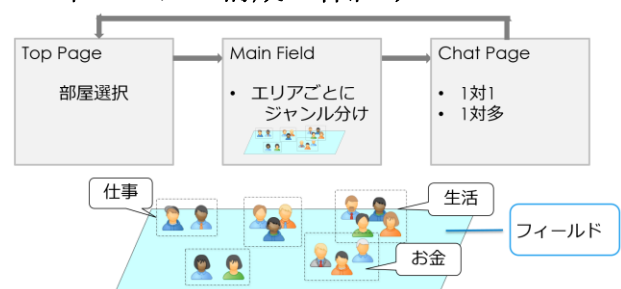 Top Page
部屋選択
Main Field
• エリアごとに
ジャンル分け
Chat Page
• 1対1
• 1対多
仕事
生活
フィールド
お金